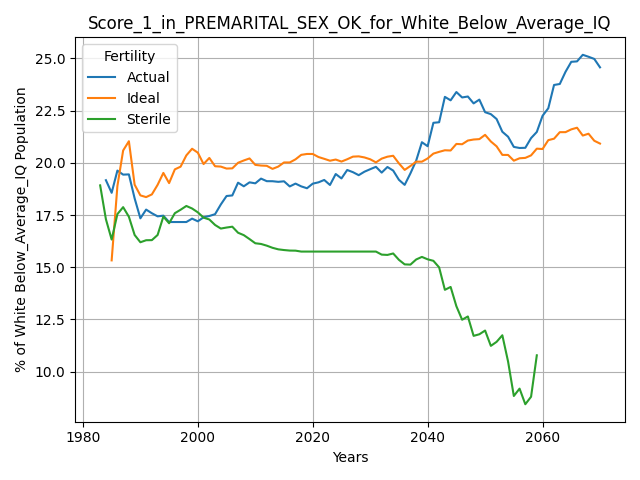 Score_1_in_PREMARITAL_SEX_OK_for_White_Below_Average_IQ
Fertility
Actual
Ideal
Sterile
% of White Below_Average_IQ Population
25.0
22.5
20.0
17.5
15.0
12.5
10.0
1980
2000
2020
2040
2060
Years